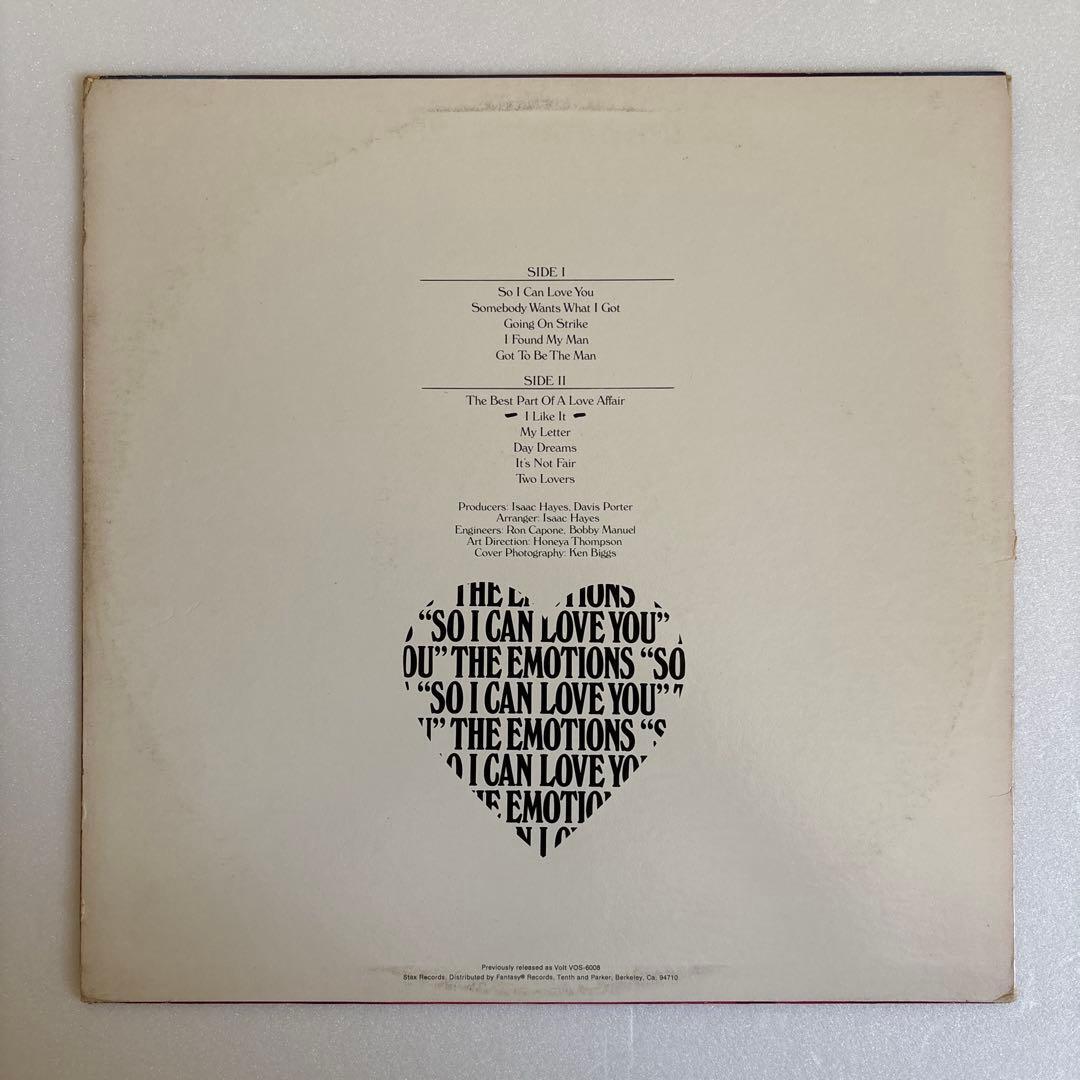 SIDE I
So I Can Love You
Somebody Wants What I Got
Going On Strike
I Found My Man
Got To Be The Man
SIDE II
The Best Part Of A Love Affair
- I Like It -
My Letter
Day Dreams
It's Not Fair
Two Lovers
Producers: Isaac Hayes, Davis Porter
Arranger: Isaac Hayes
Engineers: Ron Capone, Bobby Manuel
Art Direction: Honeya Thompson
Cover Photography: Ken Biggs
THE E TIONS
“SO I CAN LOVE YOU”
OU” THE EMOTIONS “SO
“SO I CAN LOVE YOU”
U” THE EMOTIONS “S
O I CAN LOVE YO
E EMOTIO
N
Previously released as Volt VOS-6008
Stax Records, Distributed by Fantasy® Records, Tenth and Parker, Berkeley, Ca. 94710